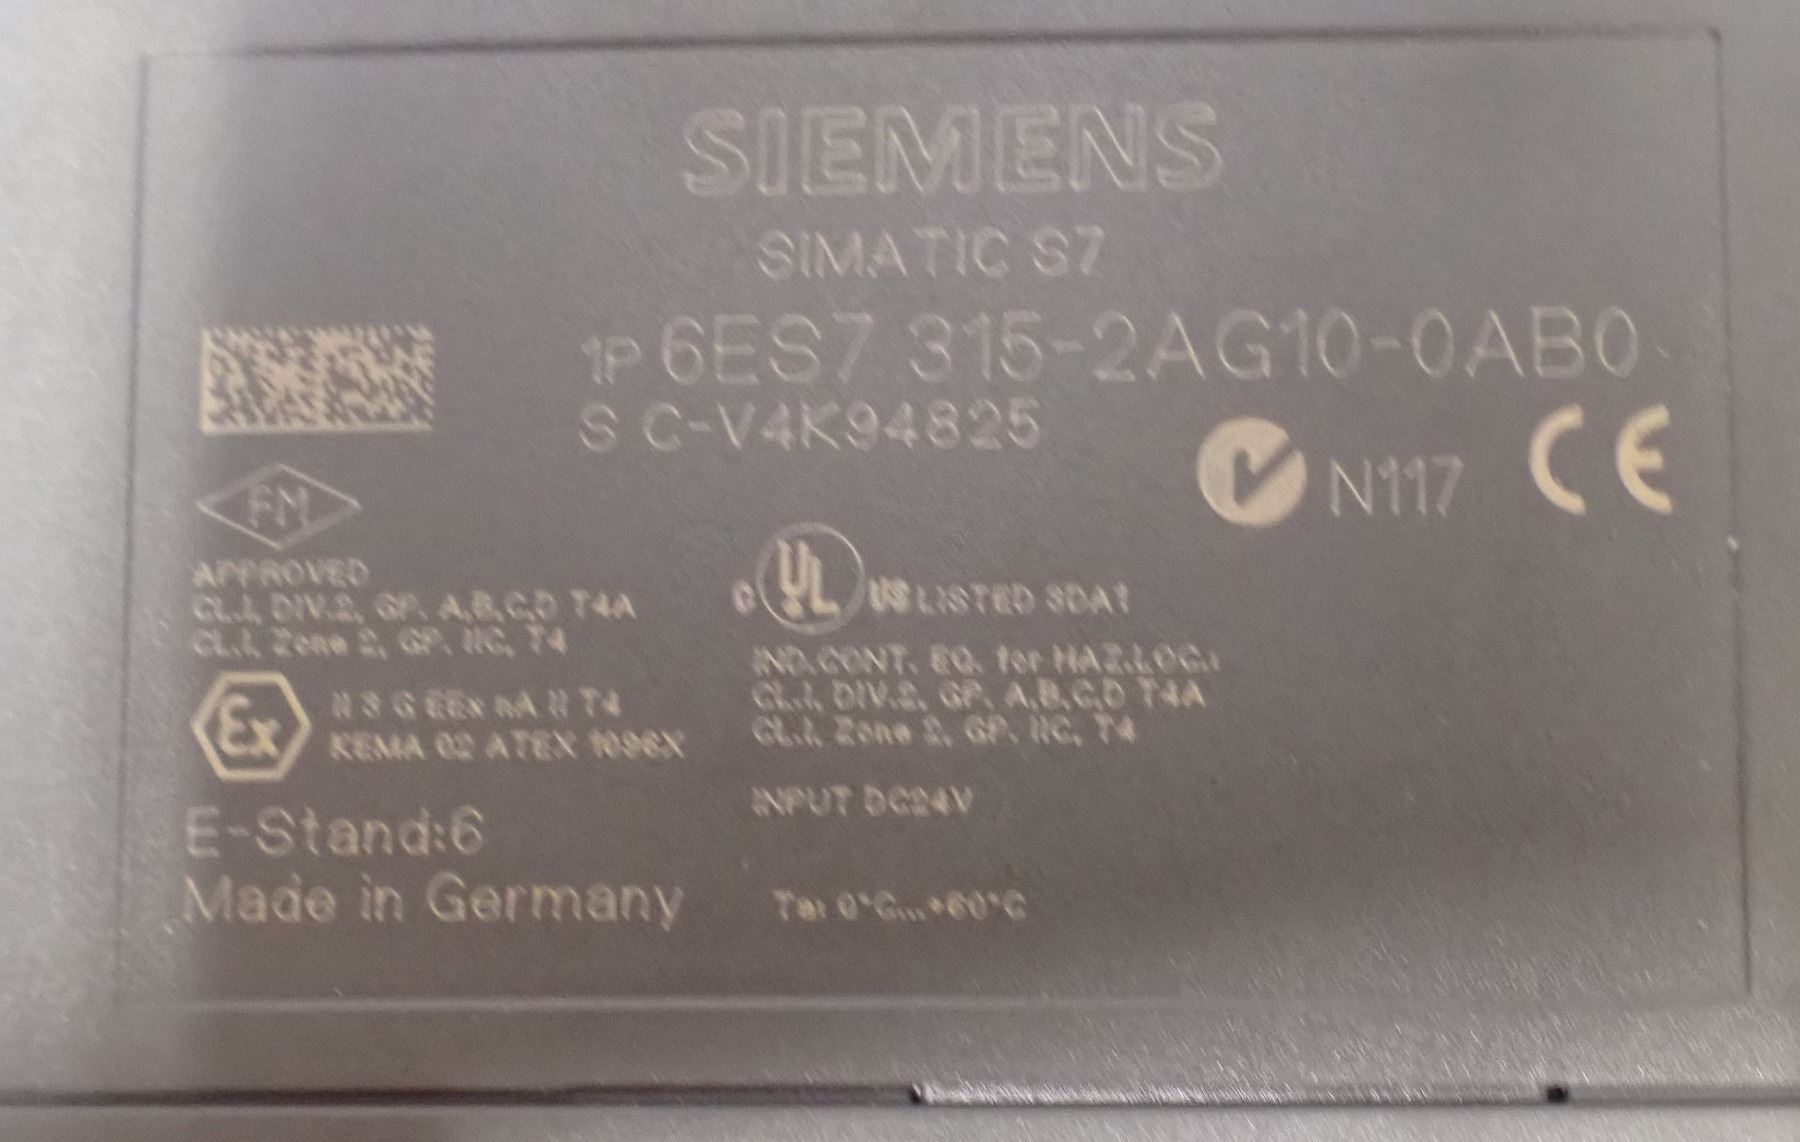 SIEMENS
SIMATIC S7
1P 6ES7 315-2AG10-0AB0
S C-V4K94825
N117 CE
FM
APPROVED
CL.I, DIV.2, GP. A,B,C,D T4A
CL.I, Zone 2, GP. IIC, T4
Ex
II 3 G EEx nA II T4
KEMA 02 ATEX 1096X
E-Stand:6
Made in Germany
C UL US LISTED 3DA1
IND.CONT. EQ. for HAZ.LOC.:
CL.I, DIV.2, GP. A,B,C,D T4A
CL.I, Zone 2, GP. IIC, T4
INPUT DC24V
Ta: 0°C...+60°C